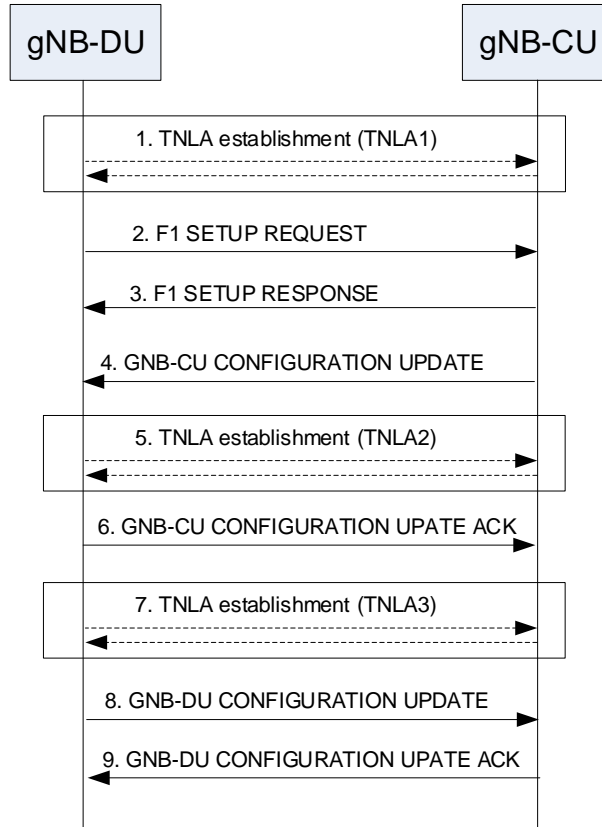 gNB-DU
gNB-CU
1. TNLA establishment (TNLA1)
2. F1 SETUP REQUEST
3. F1 SETUP RESPONSE
4. GNB-CU CONFIGURATION UPDATE
5. TNLA establishment (TNLA2)
6. GNB-CU CONFIGURATION UPATE ACK
7. TNLA establishment (TNLA3)
8. GNB-DU CONFIGURATION UPDATE
9. GNB-DU CONFIGURATION UPATE ACK